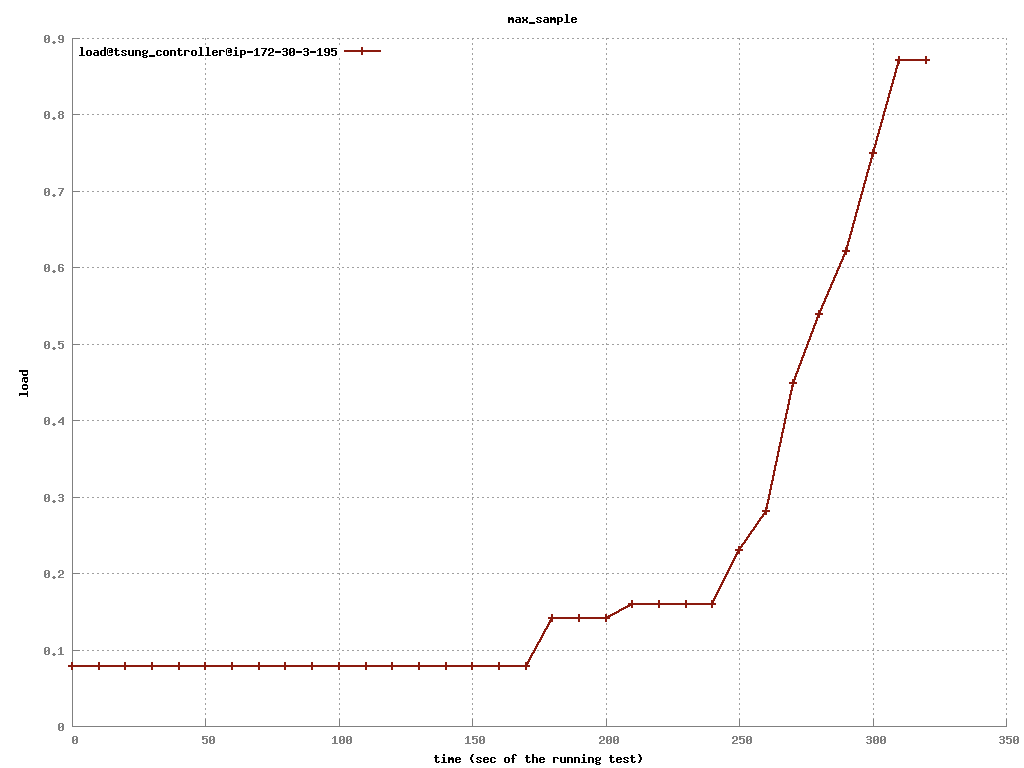 max_sample
load@tsung_controller@ip-172-30-3-195
0.9
0.8
0.7
0.6
0.5
0.4
0.3
0.2
0.1
0
load
0 50 100 150 200 250 300 350
time (sec of the running test)